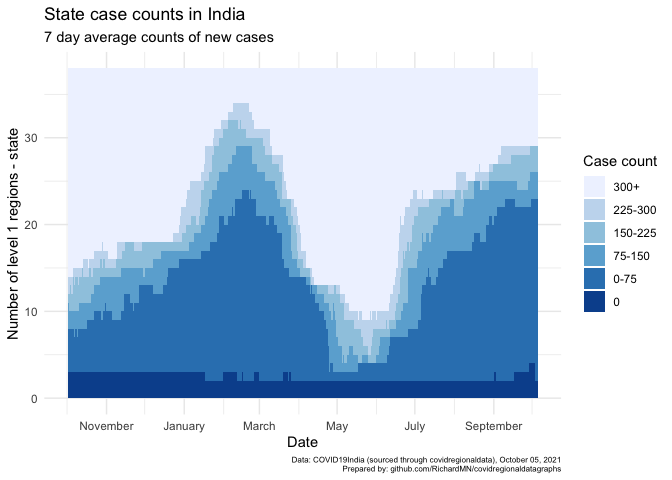 State case counts in India
7 day average counts of new cases
Number of level 1 regions - state
30
20
10
0
November
January
March
May
July
September
Date
Case count
300+
225-300
150-225
75-150
0-75
0
Data: COVID19India (sourced through covidregionaldata), October 05, 2021
Prepared by: github.com/RichardMN/covidregionaldatagraphs